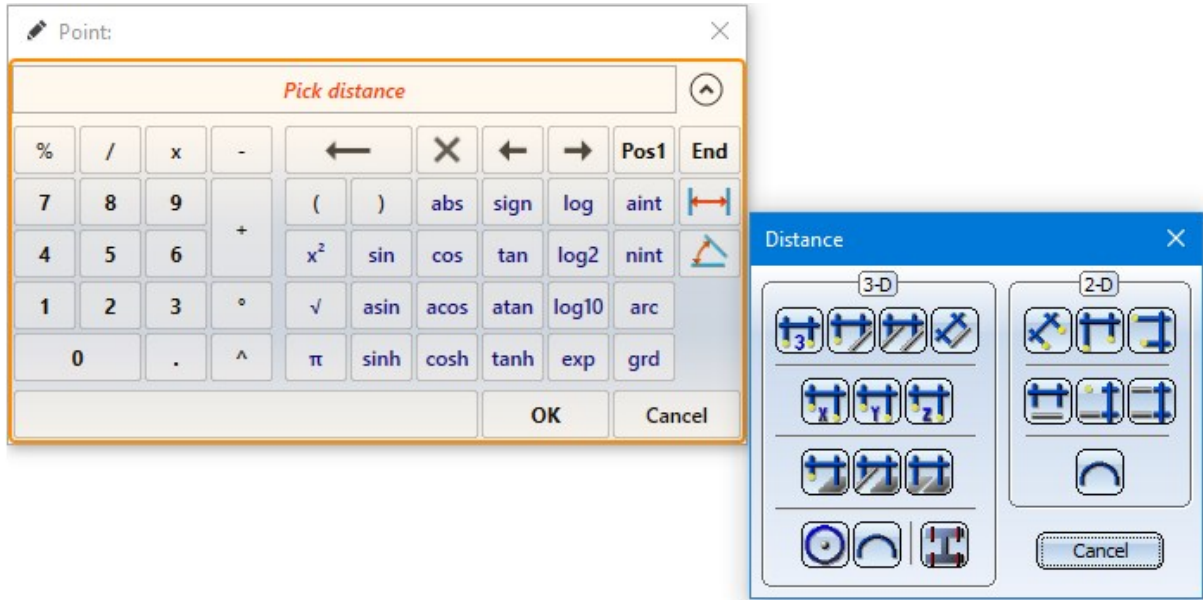 Point:
Pick distance
% / x - Pos1 End
7 8 9 + ( ) abs sign log aint
4 5 6 x² sin cos tan log2 nint
1 2 3 ° √ asin acos atan log10 arc
0 . ^ π sinh cosh tanh exp grd
OK Cancel
Distance
3-D
3
X Y Z
2-D
Cancel